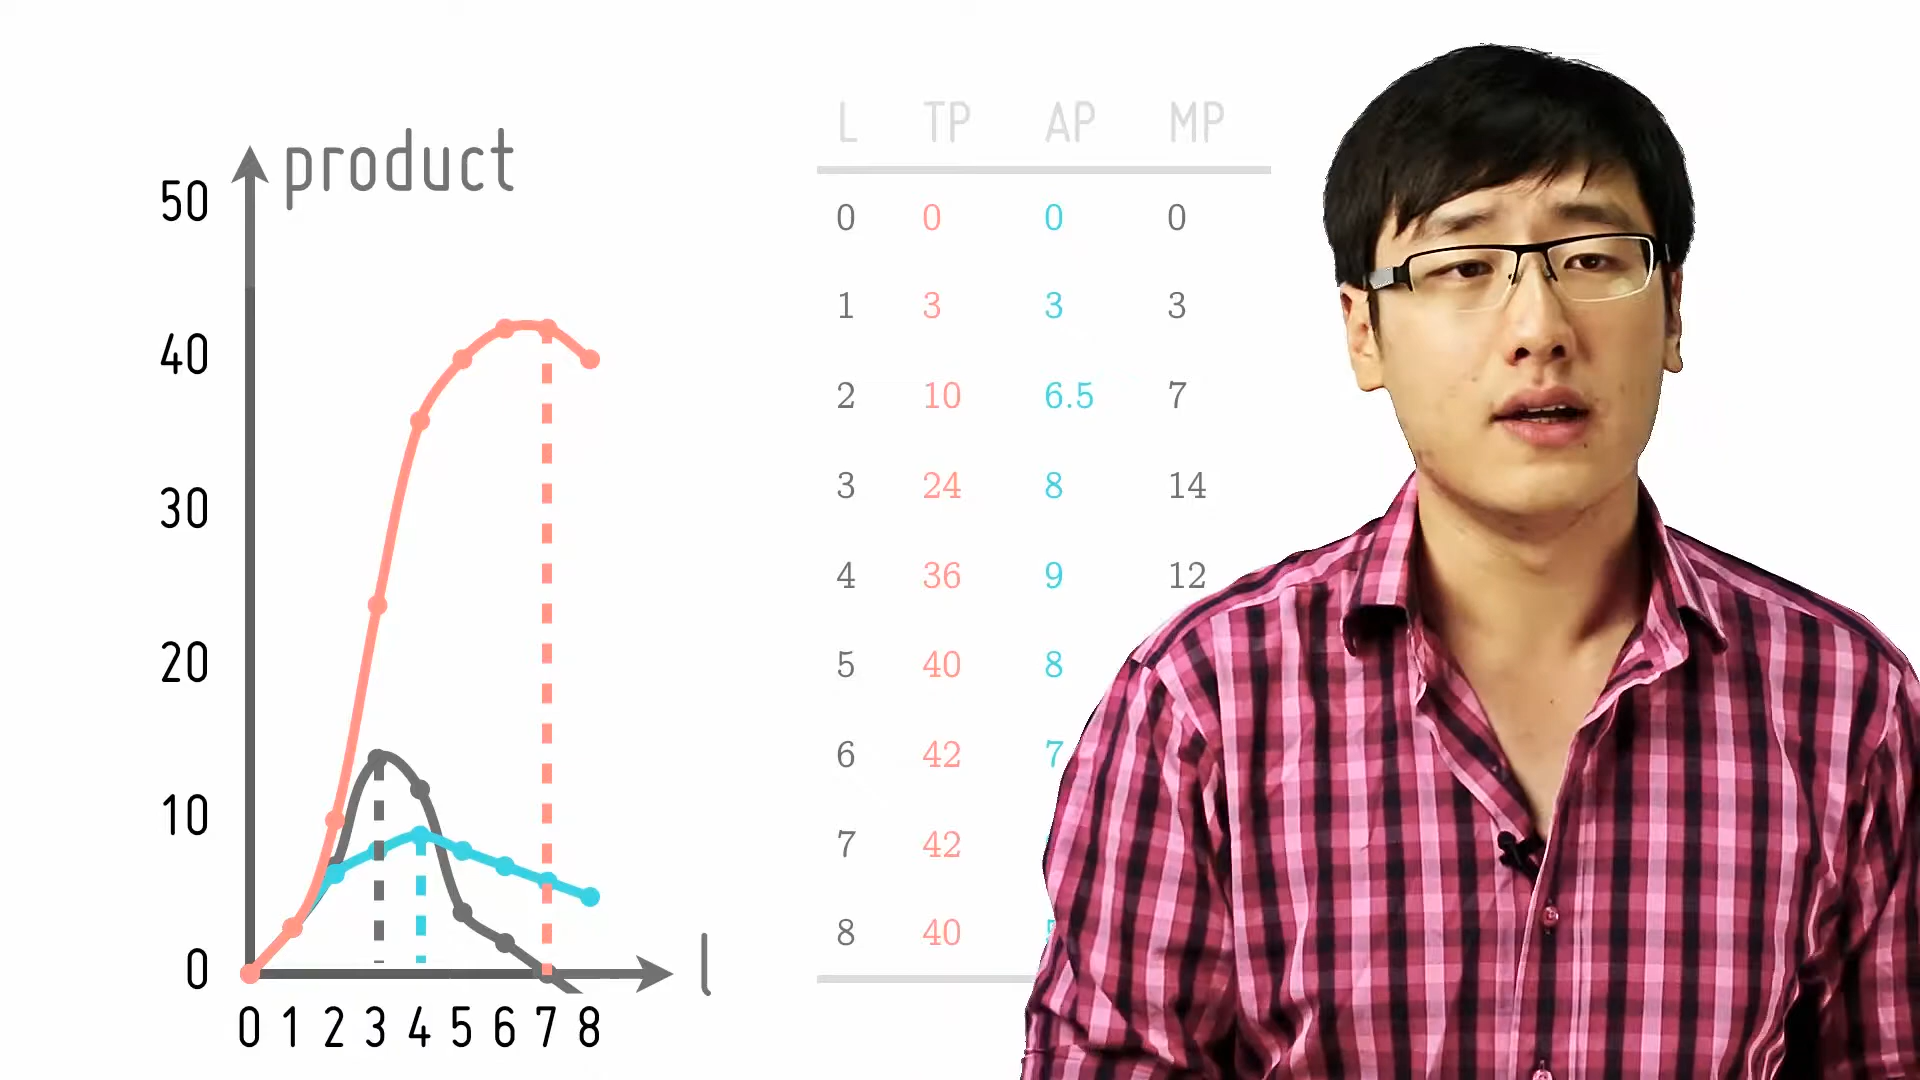 product
50
40
30
20
10
0
0 1 2 3 4 5 6 7 8
l
L TP AP MP
0 0 0 0
1 3 3 3
2 10 6.5 7
3 24 8 14
4 36 9 12
5 40 8
6 42 7
7 42
8 40